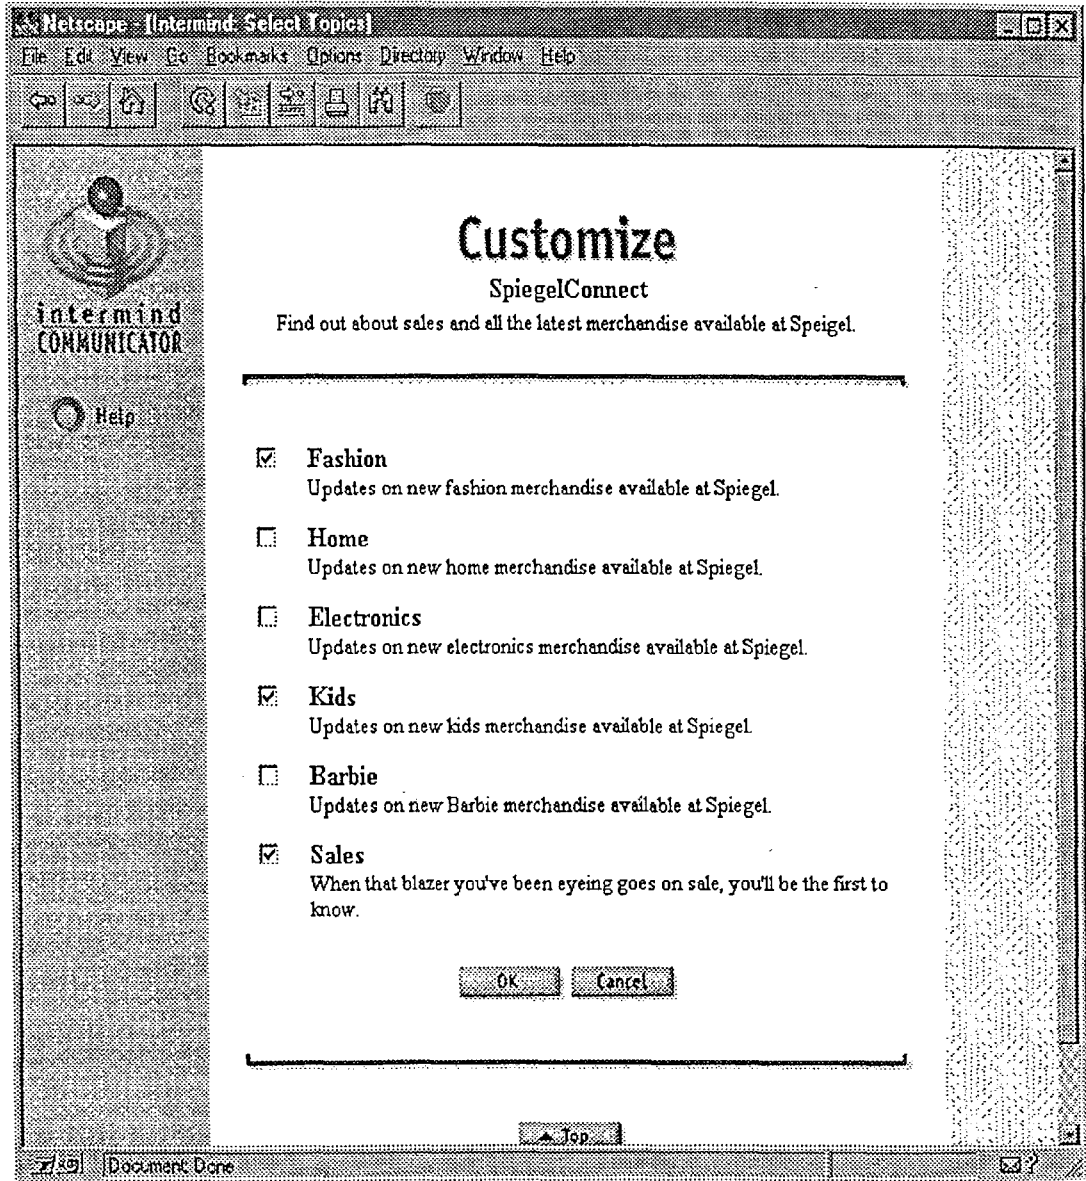 Netscape - [Intermind: Select Topics]
File Edit View Go Bookmarks Options Directory Window Help
intermind
COMMUNICATOR
Help
Customize
SpiegelConnect
Find out about sales and all the latest merchandise available at Speigel.
Fashion
Updates on new fashion merchandise available at Spiegel.
Home
Updates on new home merchandise available at Spiegel.
Electronics
Updates on new electronics merchandise available at Spiegel.
Kids
Updates on new kids merchandise available at Spiegel.
Barbie
Updates on new Barbie merchandise available at Spiegel.
Sales
When that blazer you've been eyeing goes on sale, you'll be the first to
know.
OK Cancel
Top
Document: Done